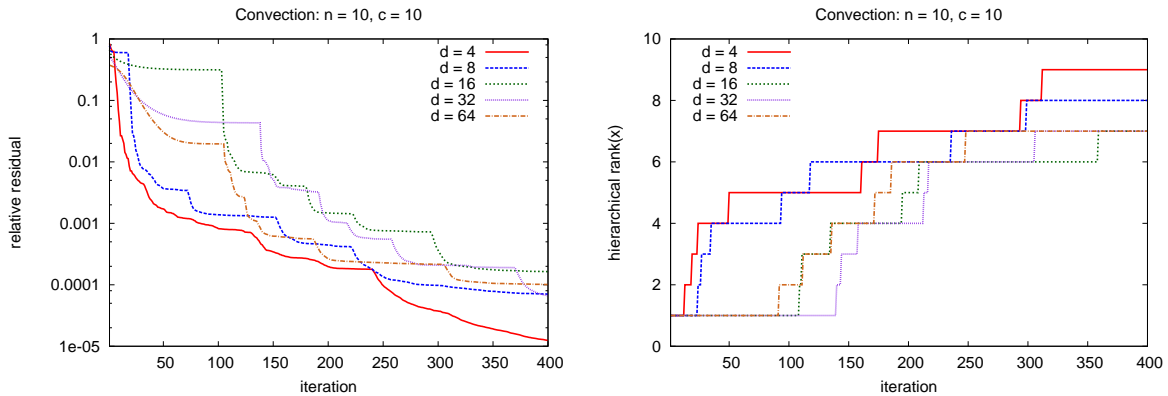 Convection: n = 10, c = 10
relative residual
1
0.1
0.01
0.001
0.0001
1e-05
d = 4
d = 8
d = 16
d = 32
d = 64
50 100 150 200 250 300 350 400
iteration
Convection: n = 10, c = 10
hierarchical rank(x)
10
8
6
4
2
0
d = 4
d = 8
d = 16
d = 32
d = 64
50 100 150 200 250 300 350 400
iteration